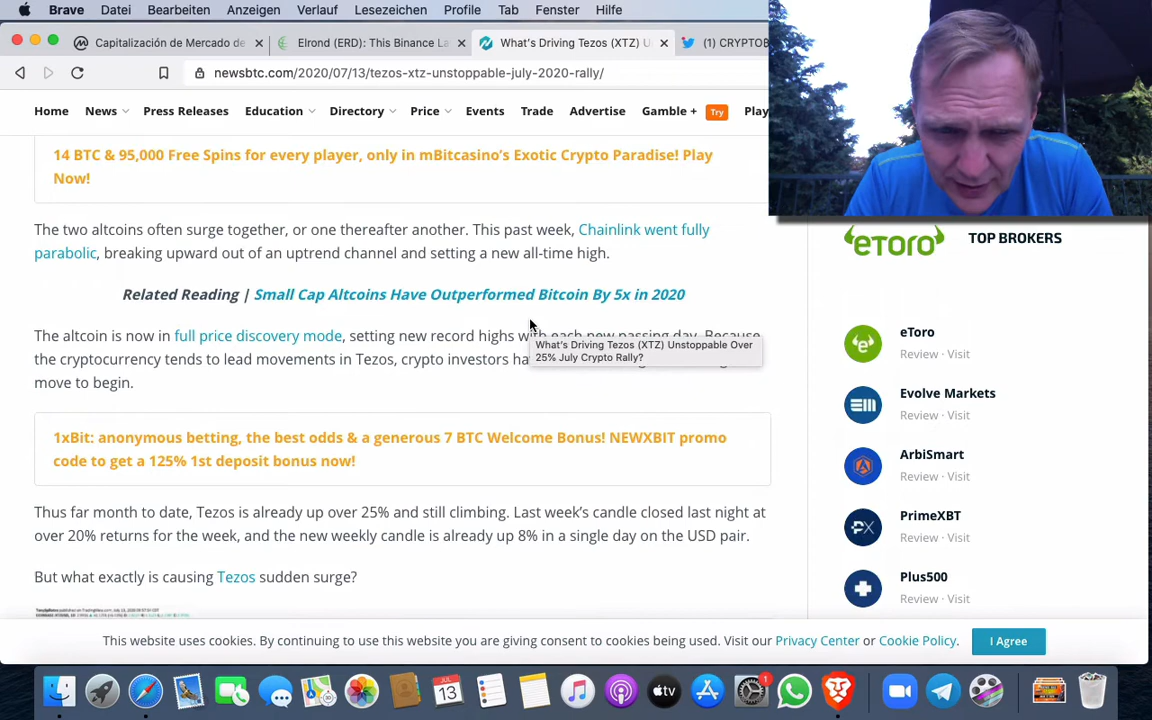 Brave Datei Bearbeiten Anzeigen Verlauf Lesezeichen Profile Tab Fenster Hilfe
Capitalización de Mercado de Elrond (ERD): This Binance La What's Driving Tezos (XTZ) U (1) CRYPTOB
newsbtc.com/2020/07/13/tezos-xtz-unstoppable-july-2020-rally/
Home News Press Releases Education Directory Price Events Trade Advertise Gamble + Try Play
14 BTC & 95,000 Free Spins for every player, only in mBitcasino's Exotic Crypto Paradise! Play
Now!
The two altcoins often surge together, or one thereafter another. This past week, Chainlink went fully
parabolic, breaking upward out of an uptrend channel and setting a new all-time high.
Related Reading | Small Cap Altcoins Have Outperformed Bitcoin By 5x in 2020
The altcoin is now in full price discovery mode, setting new record highs with each new passing day. Because
the cryptocurrency tends to lead movements in Tezos, crypto investors
move to begin.
What's Driving Tezos (XTZ) Unstoppable Over
25% July Crypto Rally?
1xBit: anonymous betting, the best odds & a generous 7 BTC Welcome Bonus! NEWXBIT promo
code to get a 125% 1st deposit bonus now!
Thus far month to date, Tezos is already up over 25% and still climbing. Last week's candle closed last night at
over 20% returns for the week, and the new weekly candle is already up 8% in a single day on the USD pair.
But what exactly is causing Tezos sudden surge?
eToro TOP BROKERS
eToro
Review · Visit
Evolve Markets
Review · Visit
ArbiSmart
Review · Visit
PrimeXBT
Review · Visit
Plus500
Review · Visit
This website uses cookies. By continuing to use this website you are giving consent to cookies being used. Visit our Privacy Center or Cookie Policy. I Agree
JUL
13
tv
1